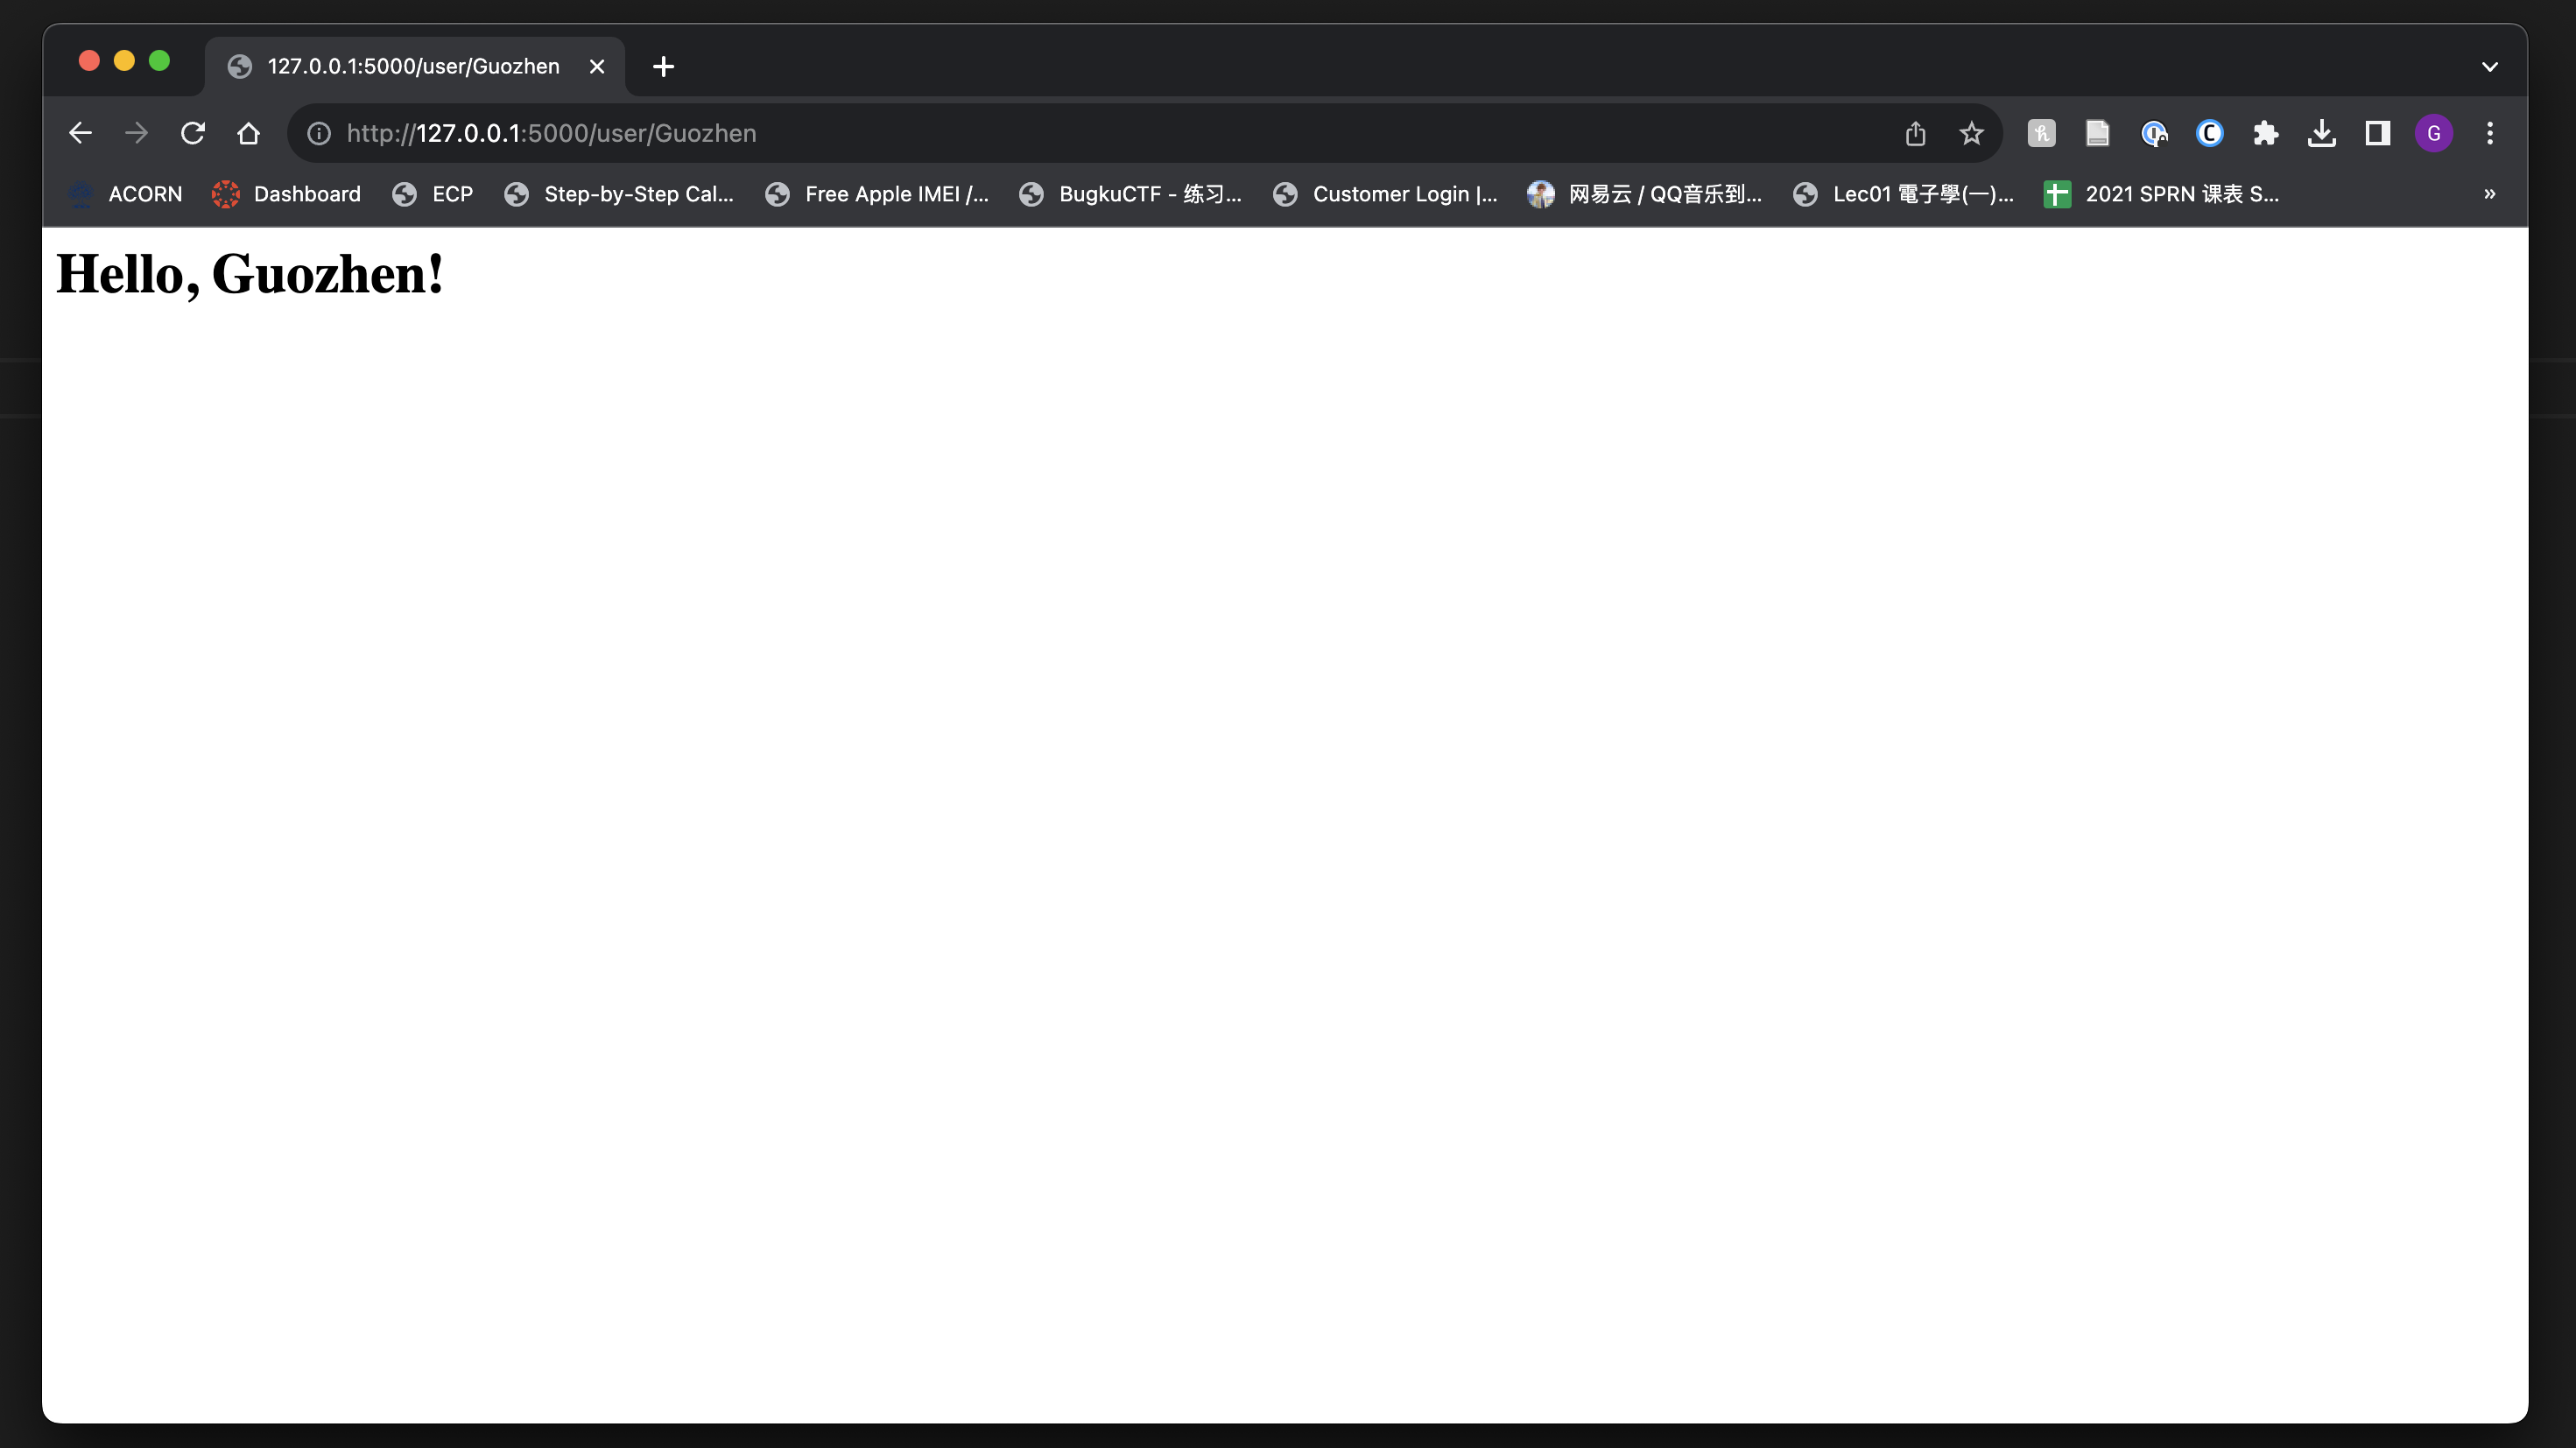 127.0.0.1:5000/user/Guozhen
http://127.0.0.1:5000/user/Guozhen
G
ACORN Dashboard ECP Step-by-Step Cal... Free Apple IMEI /... BugkuCTF - 练习... Customer Login |... 网易云 / QQ音乐到... Lec01 電子學(一)... 2021 SPRN 课表 S... »
Hello, Guozhen!